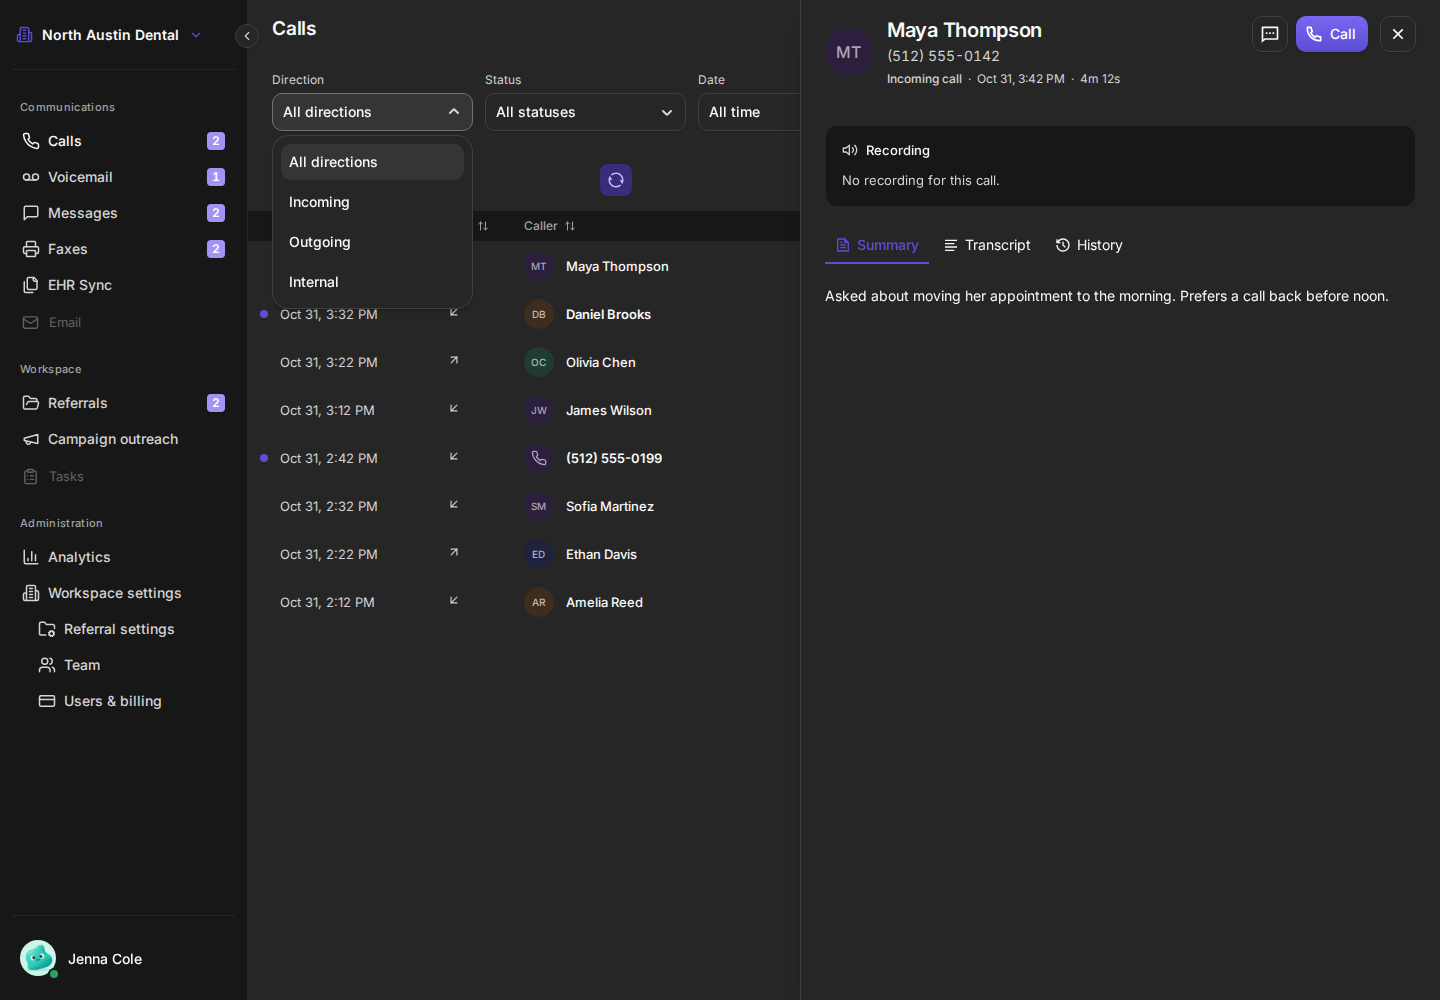 North Austin Dental
Communications
Calls 2
Voicemail 1
Messages 2
Faxes 2
EHR Sync
Email
Workspace
Referrals 2
Campaign outreach
Tasks
Administration
Analytics
Workspace settings
Referral settings
Team
Users & billing
Jenna Cole
Calls
Direction Status Date
All directions All statuses All time
All directions
Incoming
Outgoing
Internal
Caller
MT Maya Thompson
Oct 31, 3:32 PM DB Daniel Brooks
Oct 31, 3:22 PM OC Olivia Chen
Oct 31, 3:12 PM JW James Wilson
Oct 31, 2:42 PM (512) 555-0199
Oct 31, 2:32 PM SM Sofia Martinez
Oct 31, 2:22 PM ED Ethan Davis
Oct 31, 2:12 PM AR Amelia Reed
MT
Maya Thompson
(512) 555-0142
Incoming call · Oct 31, 3:42 PM · 4m 12s
Call
Recording
No recording for this call.
Summary Transcript History
Asked about moving her appointment to the morning. Prefers a call back before noon.